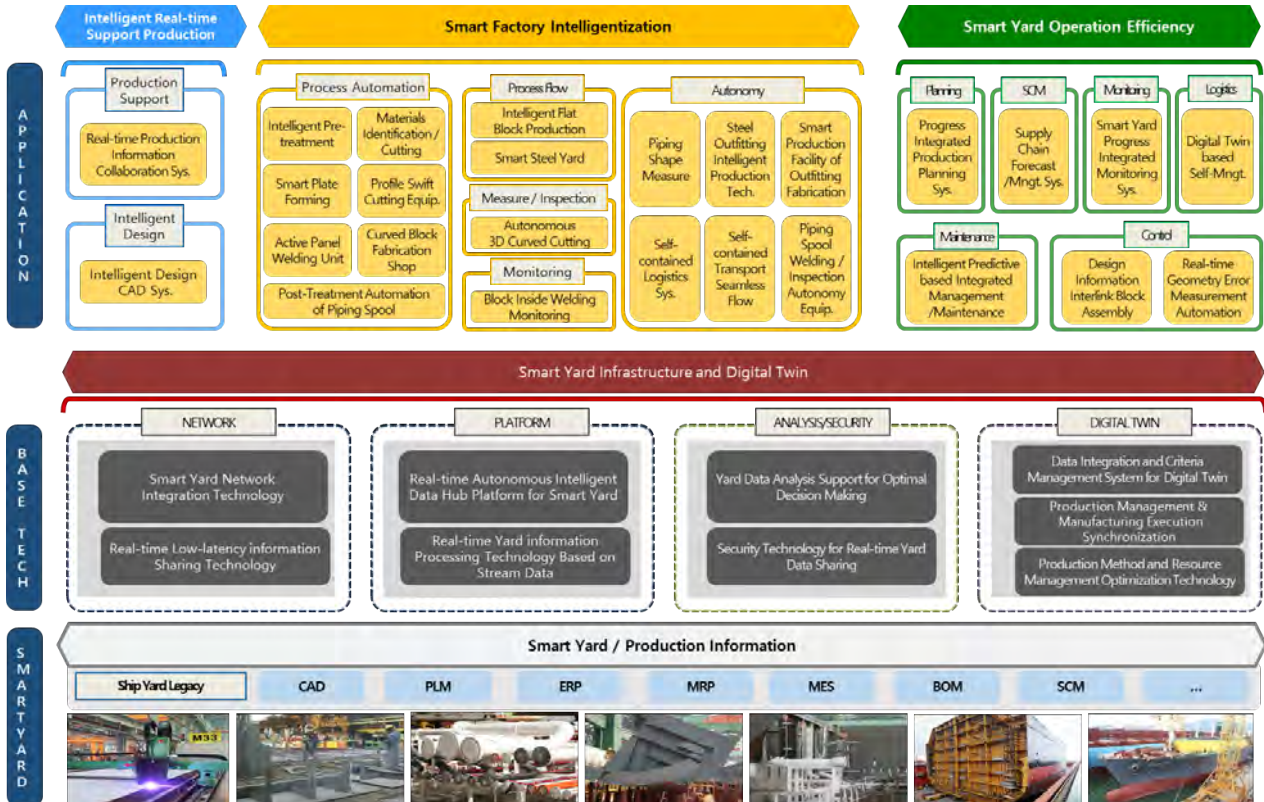 Intelligent Real-time
Support Production
Smart Factory Intelligentization
Smart Yard Operation Efficiency
APPLICATION
Production
Support
Real-time Production
Information
Collaboration Sys.
Intelligent
Design
Intelligent Design
CAD Sys.
Process Automation
Intelligent Pre-
treatment
Materials
Identification /
Cutting
Smart Plate
Forming
Profile Swift
Cutting Equip.
Active Panel
Welding Unit
Curved Block
Fabrication
Shop
Post-Treatment Automation
of Piping Spool
Process Flow
Intelligent Flat
Block Production
Smart Steel Yard
Measure / Inspection
Autonomous
3D Curved Cutting
Monitoring
Block Inside Welding
Monitoring
Autonomy
Piping
Shape
Measure
Steel
Outfitting
Intelligent
Production
Tech.
Smart
Production
Facility of
Outfitting
Fabrication
Self-
contained
Logistics
Sys.
Self-
contained
Transport
Seamless
Flow
Piping
Spool
Welding /
Inspection
Autonomy
Equip.
Planning
Progress
Integrated
Production
Planning
Sys.
SCM
Supply
Chain
Forecast
/Mngt. Sys.
Monitoring
Smart Yard
Progress
Integrated
Monitoring
Sys.
Logistics
Digital Twin
based
Self-Mngt.
Maintenance
Intelligent Predictive
based Integrated
Management
/Maintenance
Control
Design
Information
Interlink Block
Assembly
Real-time
Geometry Error
Measurement
Automation
Smart Yard Infrastructure and Digital Twin
BASE TECH
NETWORK
Smart Yard Network
Integration Technology
Real-time Low-latency information
Sharing Technology
PLATFORM
Real-time Autonomous Intelligent
Data Hub Platform for Smart Yard
Real-time Yard information
Processing Technology Based on
Stream Data
ANALYSIS/SECURITY
Yard Data Analysis Support for Optimal
Decision Making
Security Technology for Real-time Yard
Data Sharing
DIGITAL TWIN
Data Integration and Criteria
Management System for Digital Twin
Production Management &
Manufacturing Execution
Synchronization
Production Method and Resource
Management Optimization Technology
SMARTYARD
Smart Yard / Production Information
Ship Yard Legacy
CAD
PLM
ERP
MRP
MES
BOM
SCM
...
M33